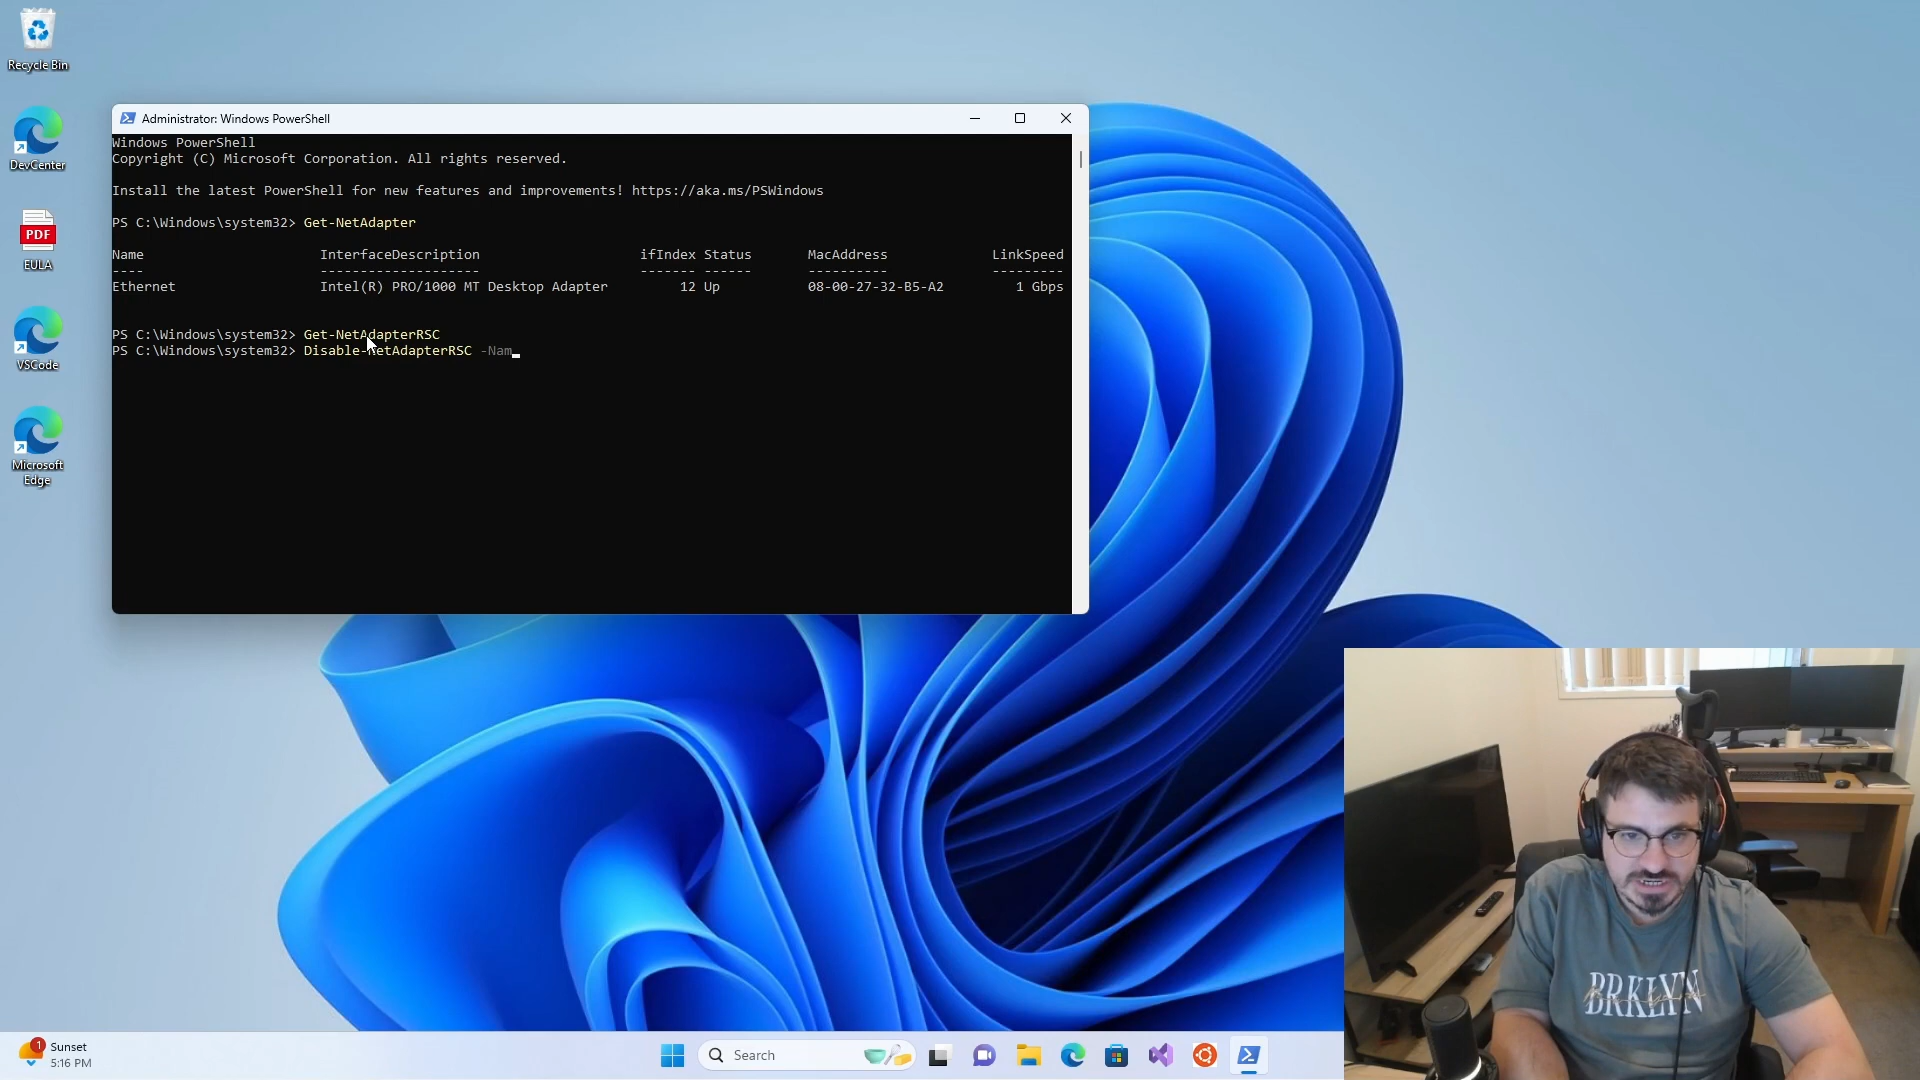 Recycle Bin
DevCenter
PDF
EULA
VSCode
Microsoft
Edge
Administrator: Windows PowerShell
Windows PowerShell
Copyright (C) Microsoft Corporation. All rights reserved.
Install the latest PowerShell for new features and improvements! https://aka.ms/PSWindows
PS C:\Windows\system32> Get-NetAdapter
Name InterfaceDescription ifIndex Status MacAddress LinkSpeed
---- -------------------- ------- ------ ---------- ---------
Ethernet Intel(R) PRO/1000 MT Desktop Adapter 12 Up 08-00-27-32-B5-A2 1 Gbps
PS C:\Windows\system32> Get-NetAdapterRSC
PS C:\Windows\system32> Disable-NetAdapterRSC -Nam
BRKLYN
1
Sunset
5:16 PM
Search